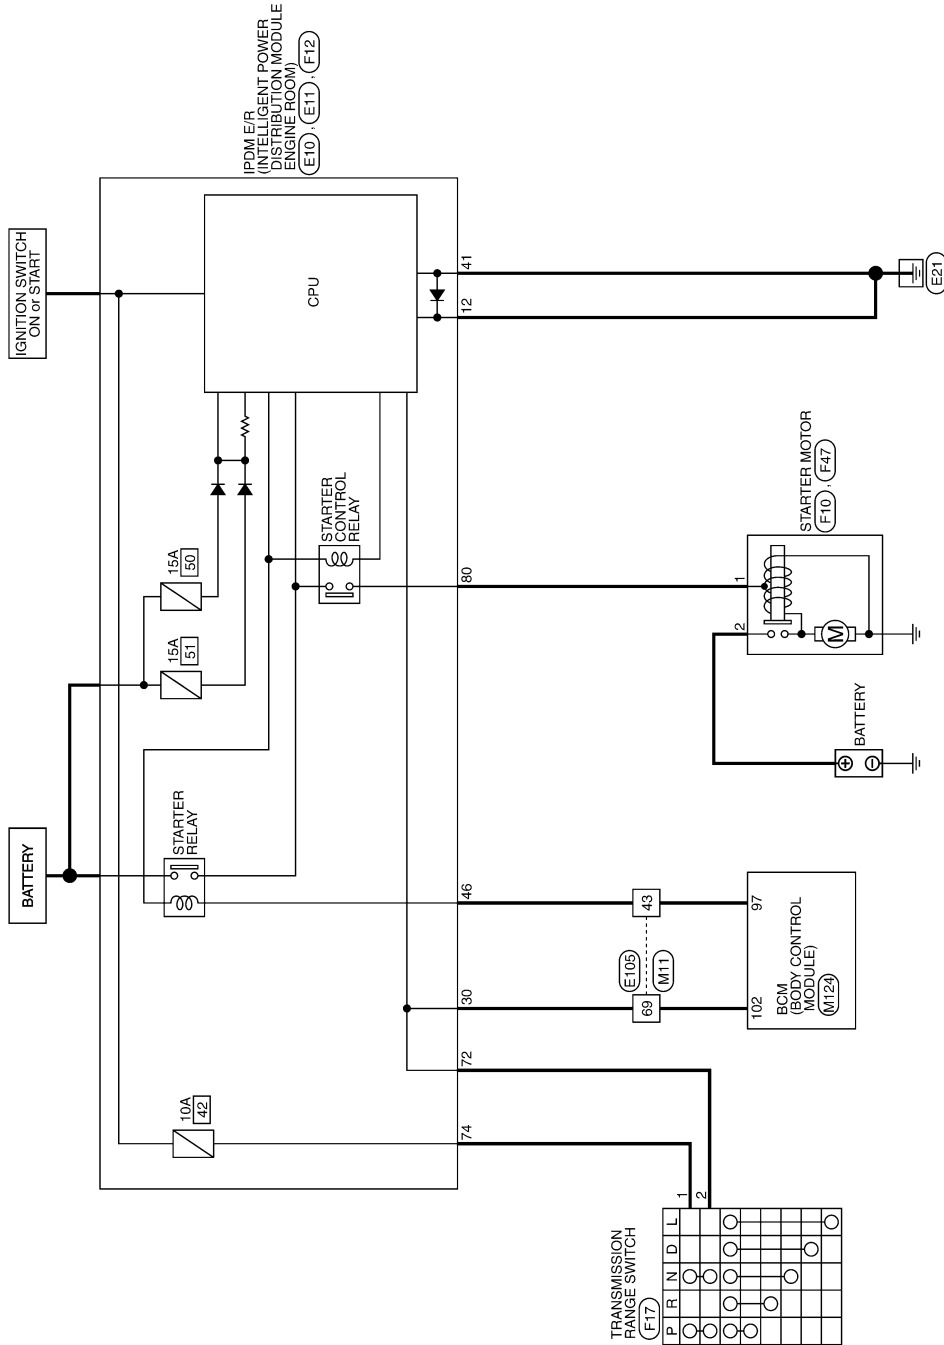 BATTERY
IGNITION SWITCH
ON or START
IPDM E/R
(INTELLIGENT POWER
DISTRIBUTION MODULE
ENGINE ROOM)
E10 , E11 , F12
10A
42
STARTER
RELAY
15A
51
15A
50
STARTER
CONTROL
RELAY
CPU
74
72
30
46
80
12
41
TRANSMISSION
RANGE SWITCH
F17
P R N D L
1
2
69
E105
M11
43
102
97
BCM
(BODY CONTROL
MODULE)
M124
BATTERY
+
−
2
1
M
STARTER MOTOR
F10 , F47
E21